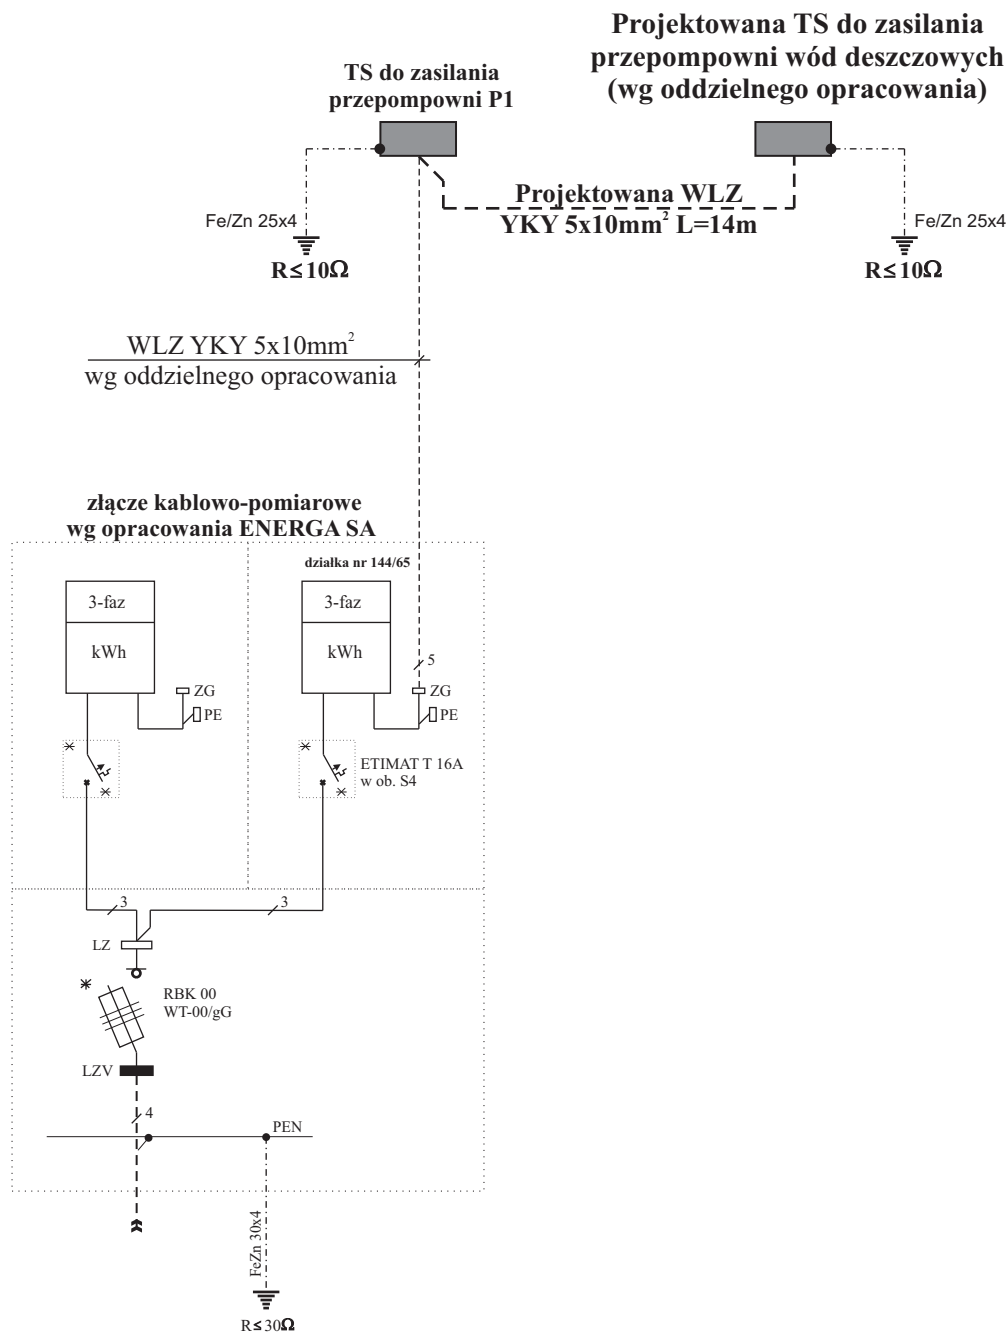 Projektowana TS do zasilania
przepompowni wód deszczowych
(wg oddzielnego opracowania)
TS do zasilania
przepompowni P1
Projektowana WLZ
YKY 5x10mm² L=14m
Fe/Zn 25x4
R≤10Ω
Fe/Zn 25x4
R≤10Ω
WLZ YKY 5x10mm²
wg oddzielnego opracowania
złącze kablowo-pomiarowe
wg opracowania ENERGA SA
działka nr 144/65
3-faz
kWh
ZG
PE
3-faz
kWh
5
ZG
PE
ETIMAT T 16A
w ob. S4
3
3
LZ
RBK 00
WT-00/gG
LZV
4
PEN
FeZn 30x4
R≤30Ω